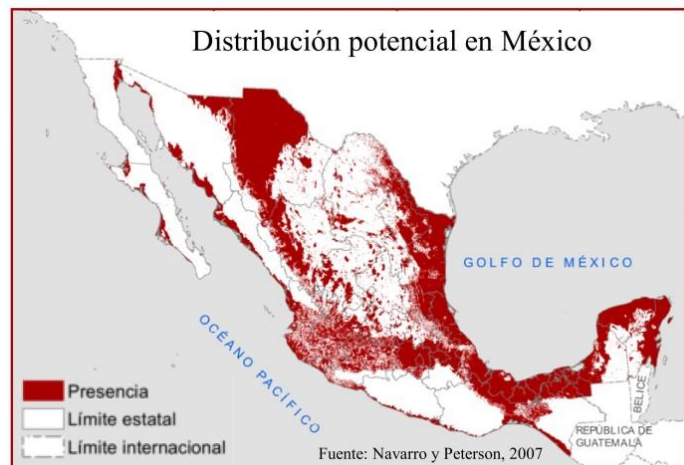 Distribución potencial en México
GOLFO DE MÉXICO
OCÉANO PACÍFICO
BELICE
REPÚBLICA DE
GUATEMALA
Presencia
Límite estatal
Límite internacional
Fuente: Navarro y Peterson, 2007